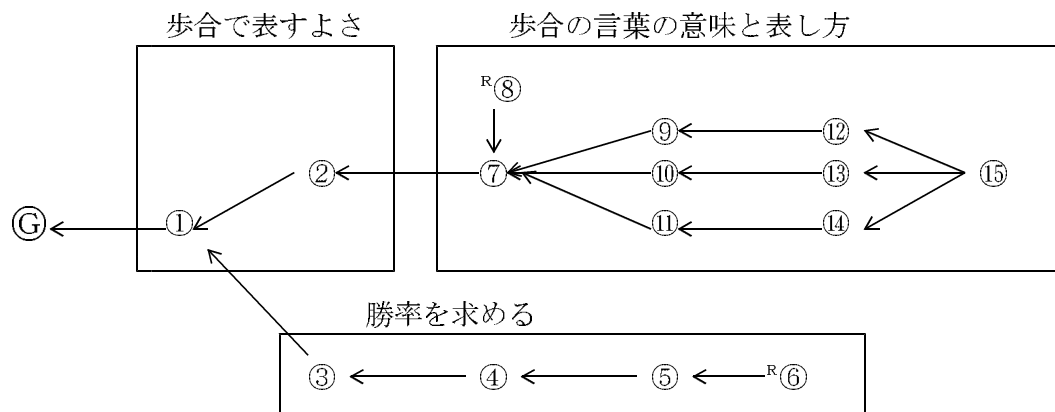 歩合で表すよさ
歩合の言葉の意味と表し方
R⑧
⑨ ⑫
② ⑦ ⑩ ⑬ ⑮
Ⓖ ① ⑪ ⑭
勝率を求める
③ ④ ⑤ R⑥